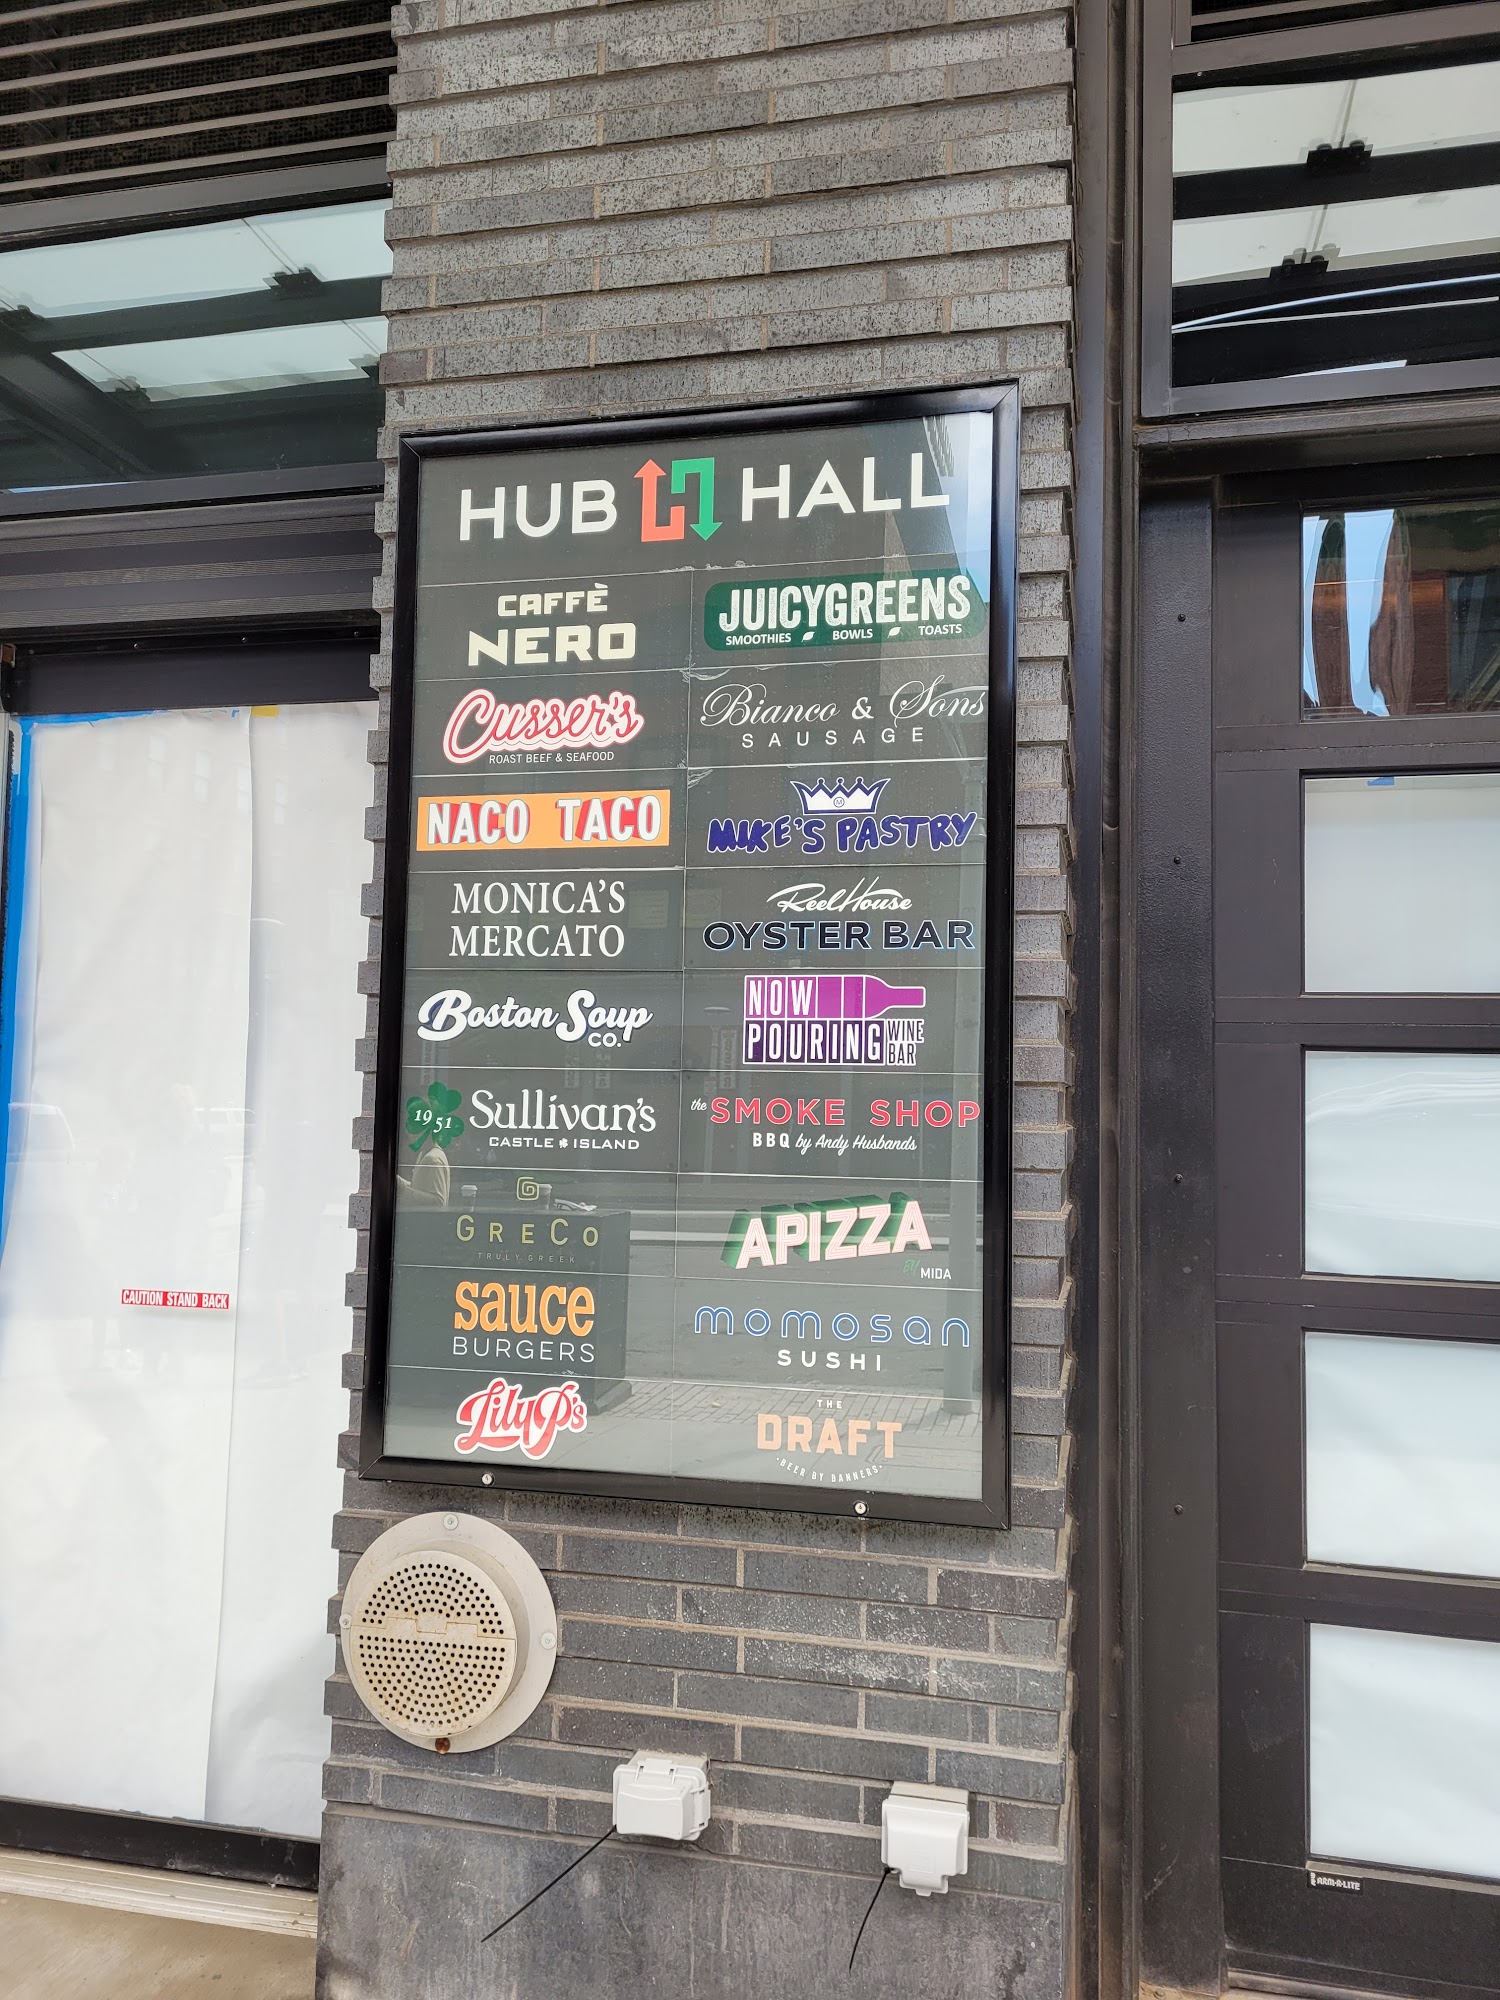 HUB HALL
CAFFÈ
NERO
JUICYGREENS
SMOOTHIES BOWLS TOASTS
Cusser's
ROAST BEEF & SEAFOOD
Bianco & Sons
SAUSAGE
NACO TACO
M
MIKE'S PASTRY
MONICA'S
MERCATO
ReelHouse
OYSTER BAR
Boston Soup
CO.
NOW
POURING
WINE
BAR
1951
Sullivan's
CASTLE ISLAND
the SMOKE SHOP
BBQ by Andy Husbands
GRECO
TRULY GREEK
APIZZA
BY MIDA
sauce
BURGERS
momosan
SUSHI
LilyP's
THE
DRAFT
·BEER BY BANNERS·
CAUTION STAND BACK
ARM-R-LITE